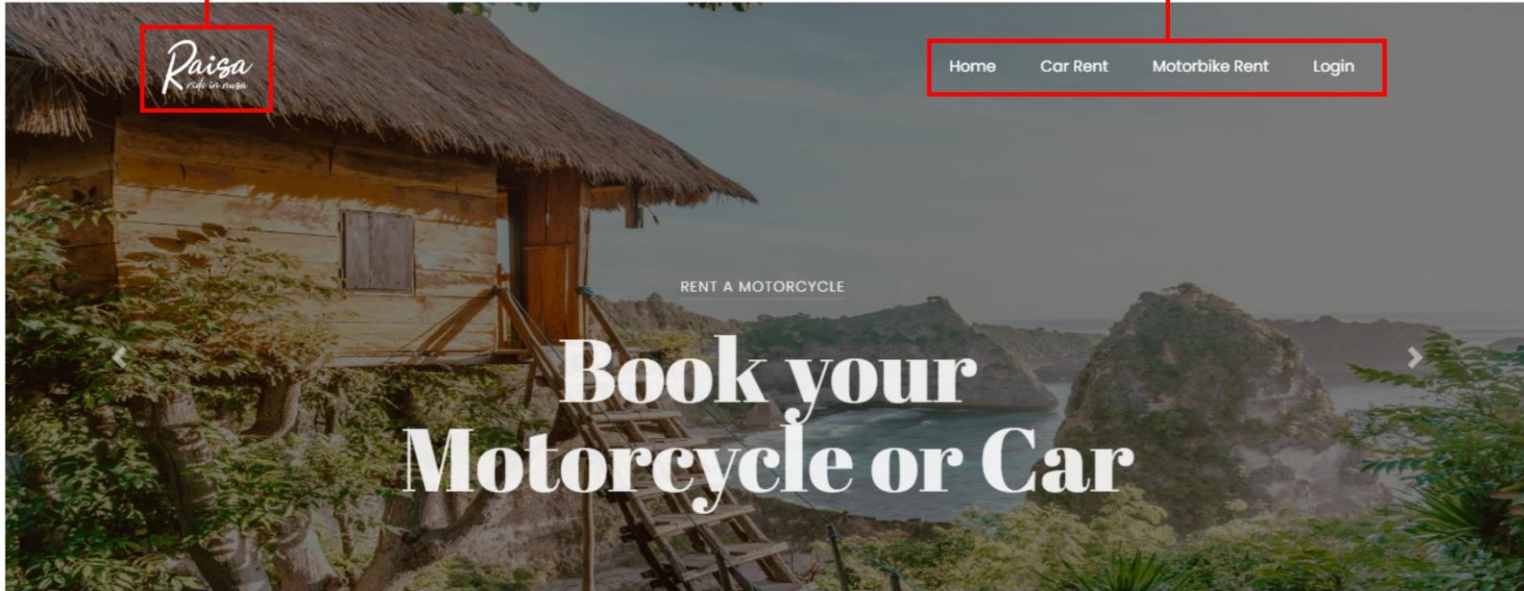 Raisa
ride in nusa
Home Car Rent Motorbike Rent Login
RENT A MOTORCYCLE
Book your
Motorcycle or Car